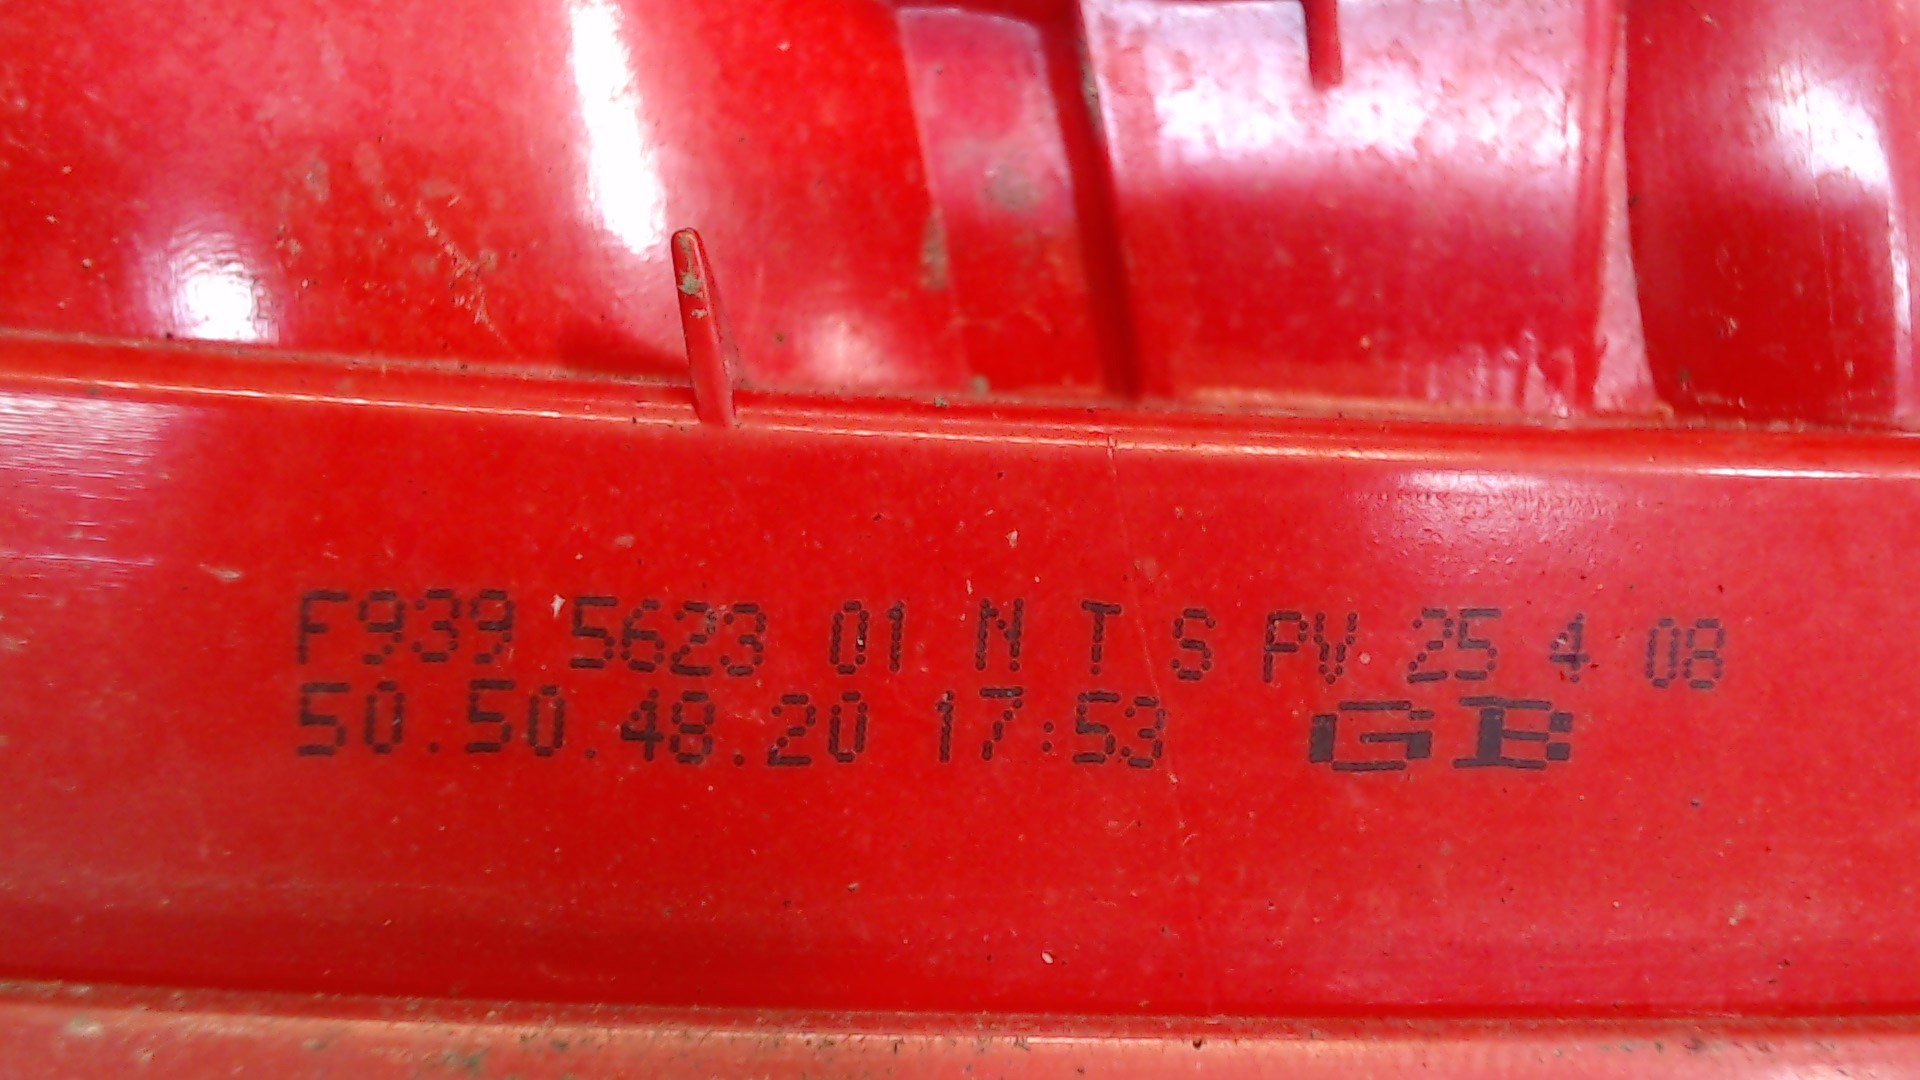 F939 5623 01 N T S PV 25 4 08
50.50.48.20 17:53 GB